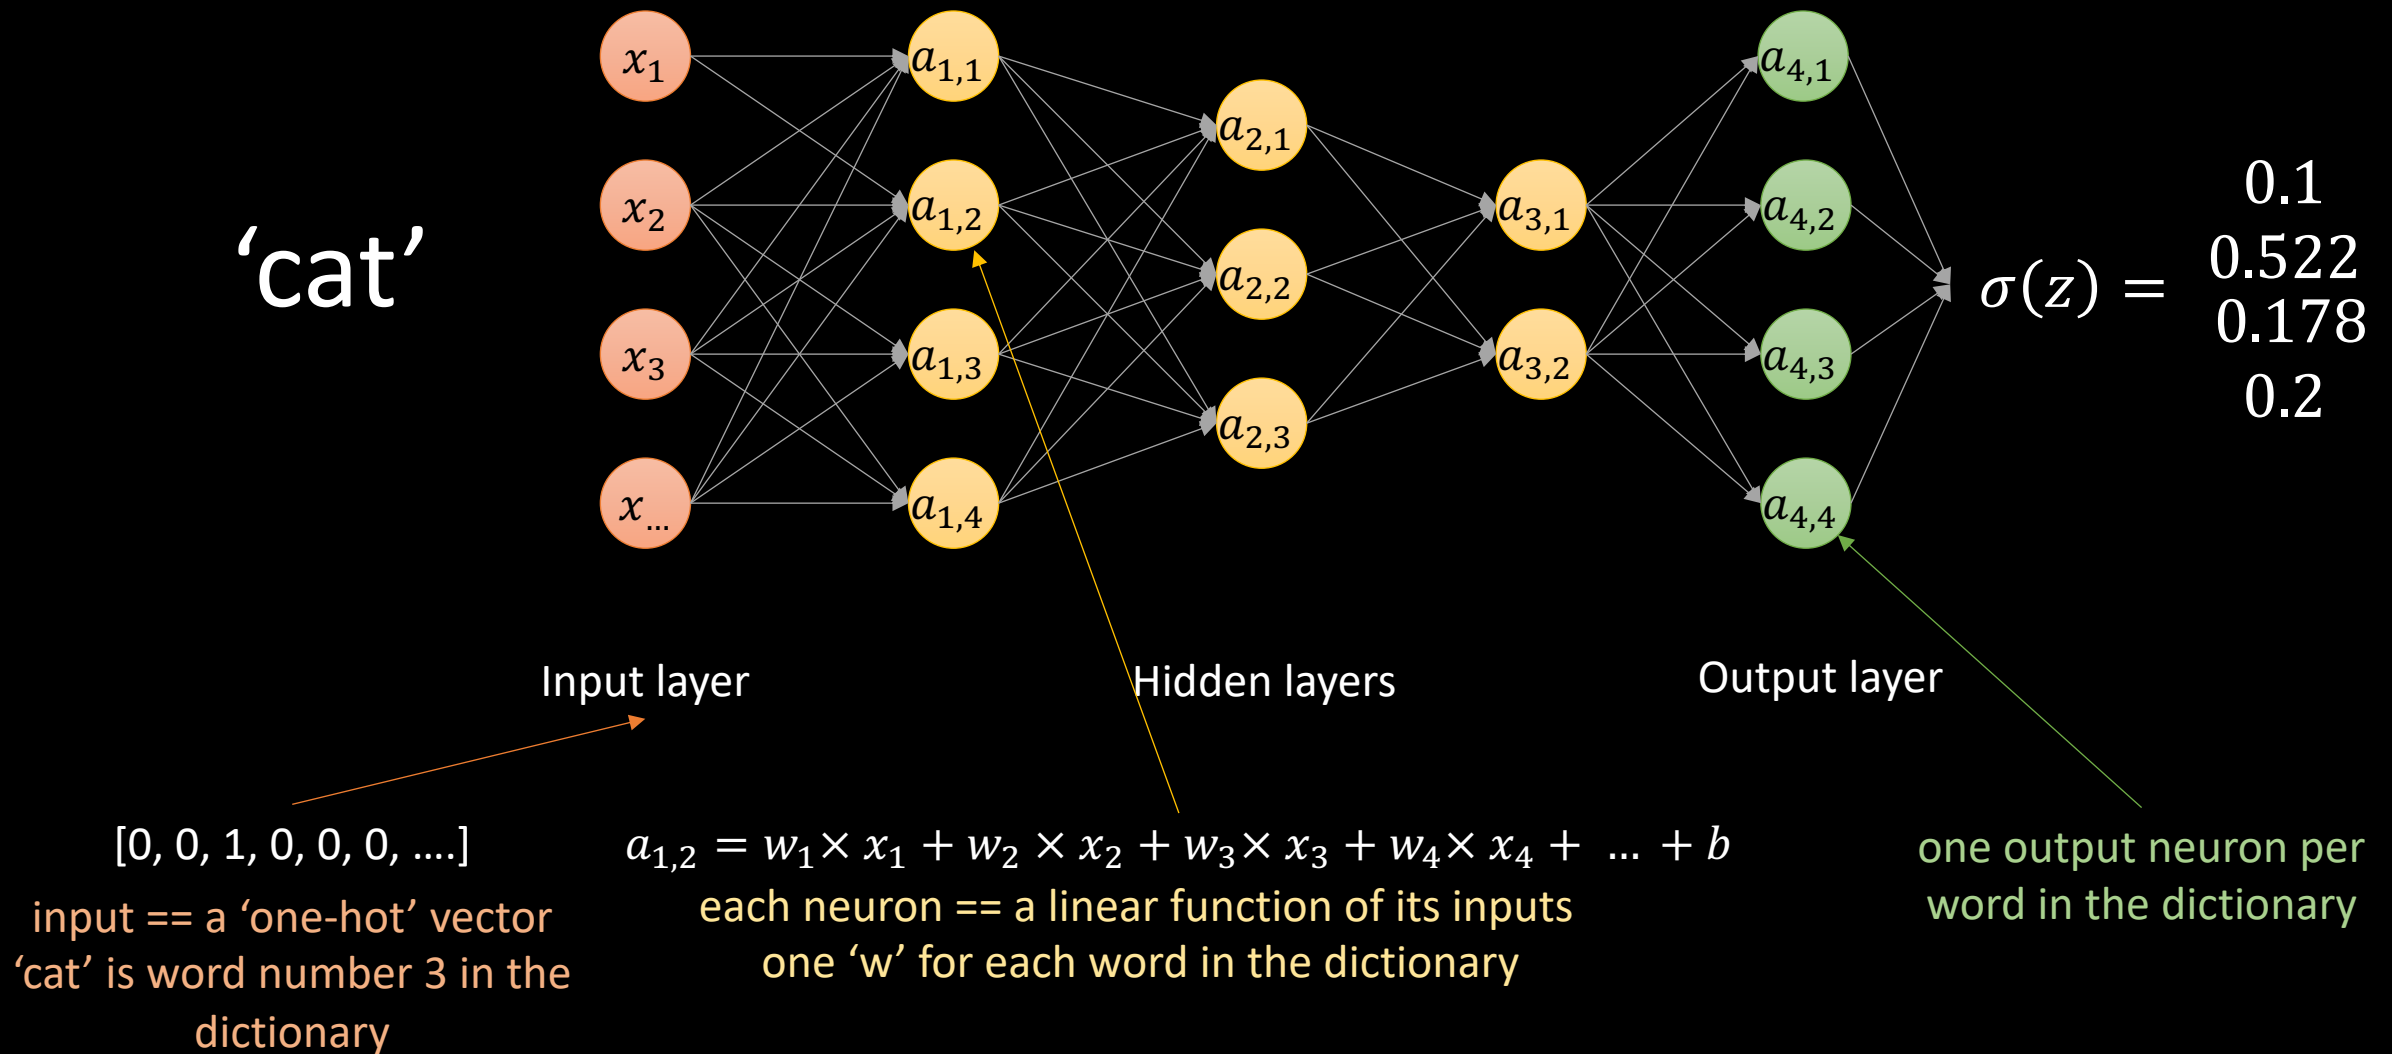 x₁ a₁,₁ a₄,₁
a₂,₁
0.1
x₂ a₁,₂ a₃,₁ a₄,₂
‘cat’ a₂,₂ σ(z) = 0.522
0.178
x₃ a₁,₃ a₃,₂ a₄,₃
0.2
a₂,₃
x… a₁,₄ a₄,₄
Input layer Hidden layers Output layer
[0, 0, 1, 0, 0, 0, ....]
input == a ‘one-hot’ vector
‘cat’ is word number 3 in the
dictionary
a₁,₂ = w₁× x₁ + w₂ × x₂ + w₃× x₃ + w₄× x₄ + … + b
each neuron == a linear function of its inputs
one ‘w’ for each word in the dictionary
one output neuron per
word in the dictionary